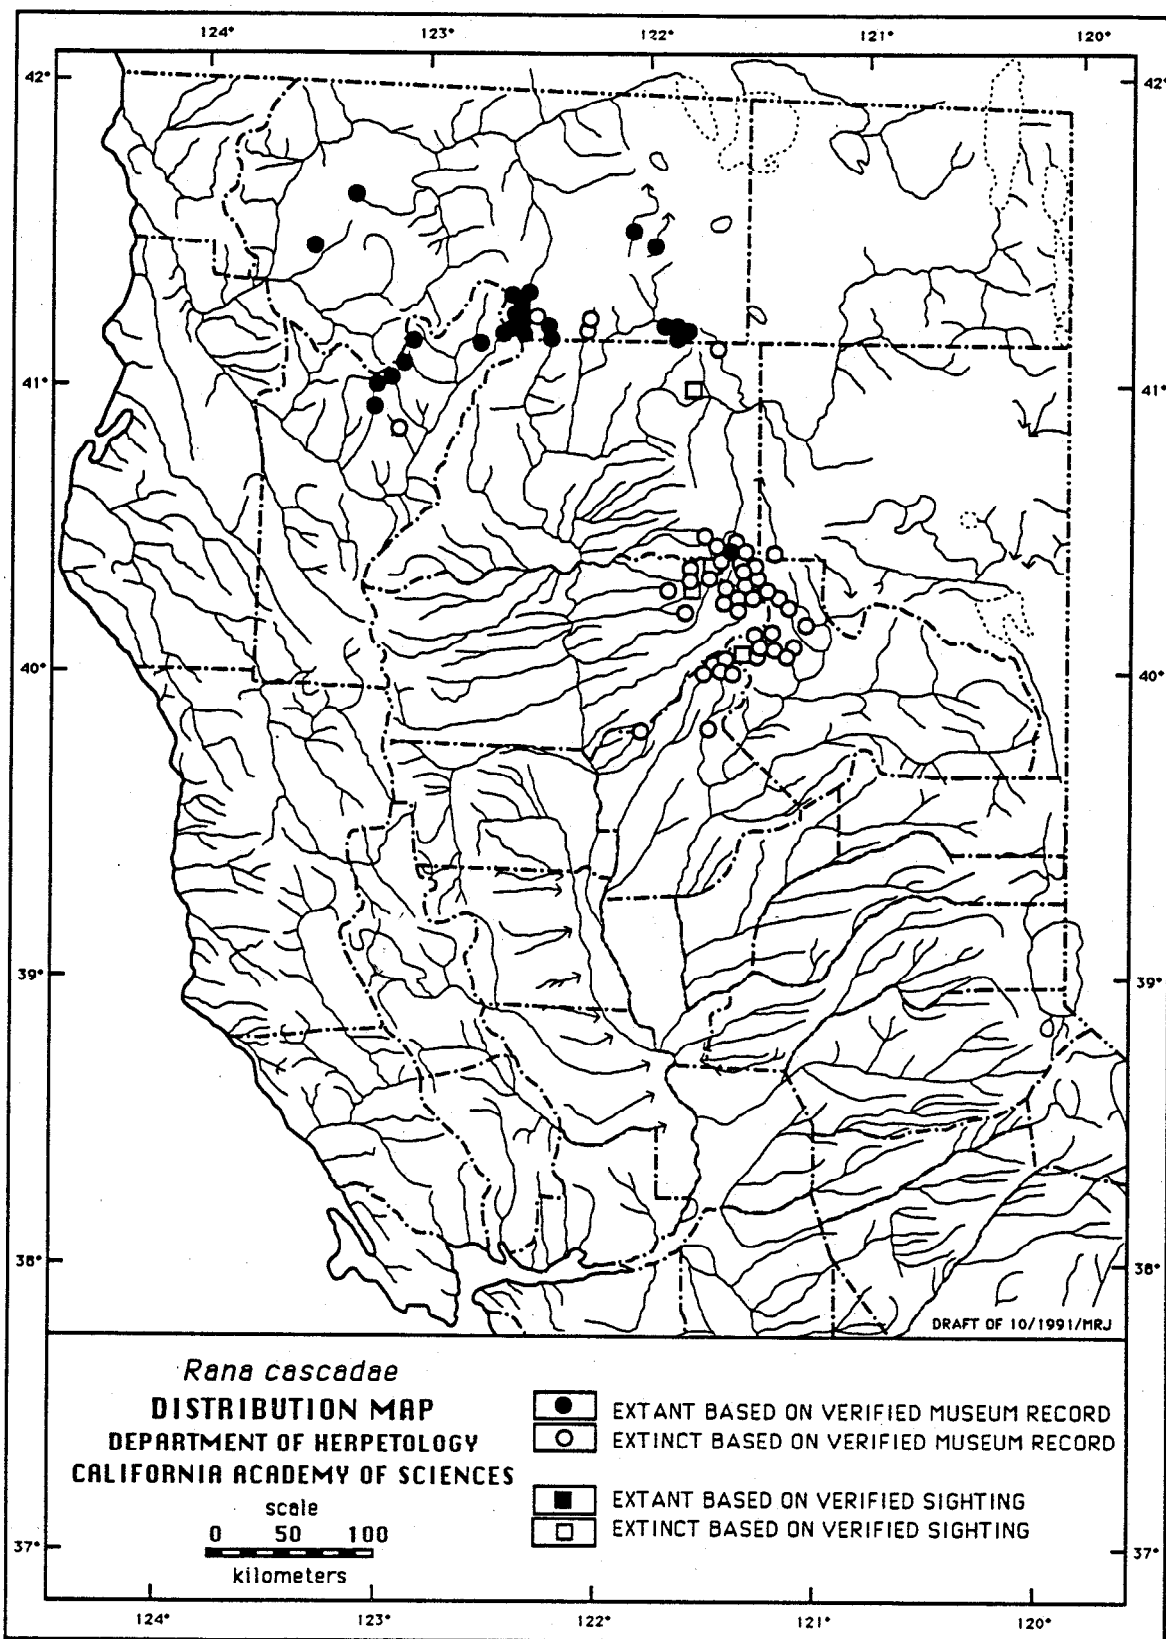 124° 123° 122° 121° 120°
42° 42°
41° 41°
40° 40°
39° 39°
38° 38°
DRAFT OF 10/1991/MRJ
Rana cascadae
DISTRIBUTION MAP
DEPARTMENT OF HERPETOLOGY
CALIFORNIA ACADEMY OF SCIENCES
scale
0 50 100
kilometers
EXTANT BASED ON VERIFIED MUSEUM RECORD
EXTINCT BASED ON VERIFIED MUSEUM RECORD
EXTANT BASED ON VERIFIED SIGHTING
EXTINCT BASED ON VERIFIED SIGHTING
37° 37°
124° 123° 122° 121° 120°